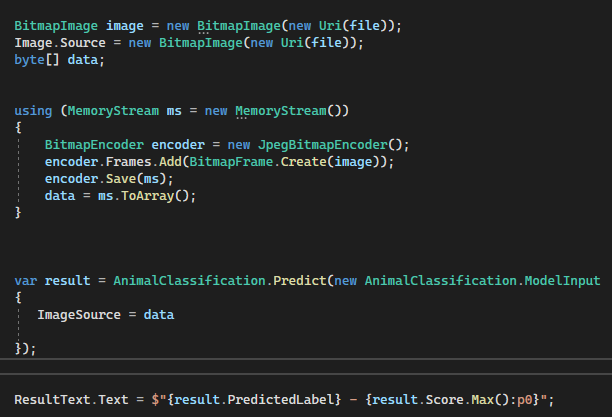 BitmapImage image = new BitmapImage(new Uri(file));
Image.Source = new BitmapImage(new Uri(file));
byte[] data;
using (MemoryStream ms = new MemoryStream())
{
BitmapEncoder encoder = new JpegBitmapEncoder();
encoder.Frames.Add(BitmapFrame.Create(image));
encoder.Save(ms);
data = ms.ToArray();
}
var result = AnimalClassification.Predict(new AnimalClassification.ModelInput
{
ImageSource = data
});
ResultText.Text = $"{result.PredictedLabel} - {result.Score.Max():p0}";